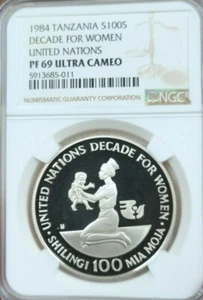 1984 TANZANIA S100S
DECADE FOR WOMEN
UNITED NATIONS
PF 69 ULTRA CAMEO
5913685-011
NUMISMATIC GUARANTY CORPORATION
NGC
· UNITED NATIONS DECADE FOR WOMEN ·
SHILINGI 100 MIA MOJA